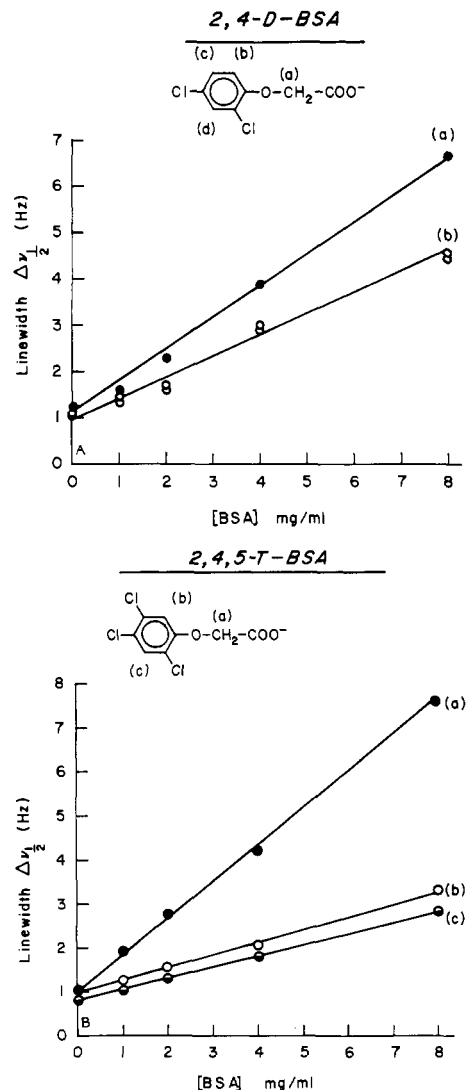 2,4-D-BSA
(c) (b)
(a)
Cl O-CH2-COO-
(d) Cl
7
6
5
4
3
2
1
0
Linewidth Δν1/2 (Hz)
(a)
(b)
A
0 1 2 3 4 5 6 7 8
[BSA] mg/ml
2,4,5-T-BSA
Cl (b)
(a)
Cl O-CH2-COO-
(c) Cl
8
7
6
5
4
3
2
1
0
Linewidth Δν1/2 (Hz)
(a)
(b)
(c)
B
0 1 2 3 4 5 6 7 8
[BSA] mg/ml